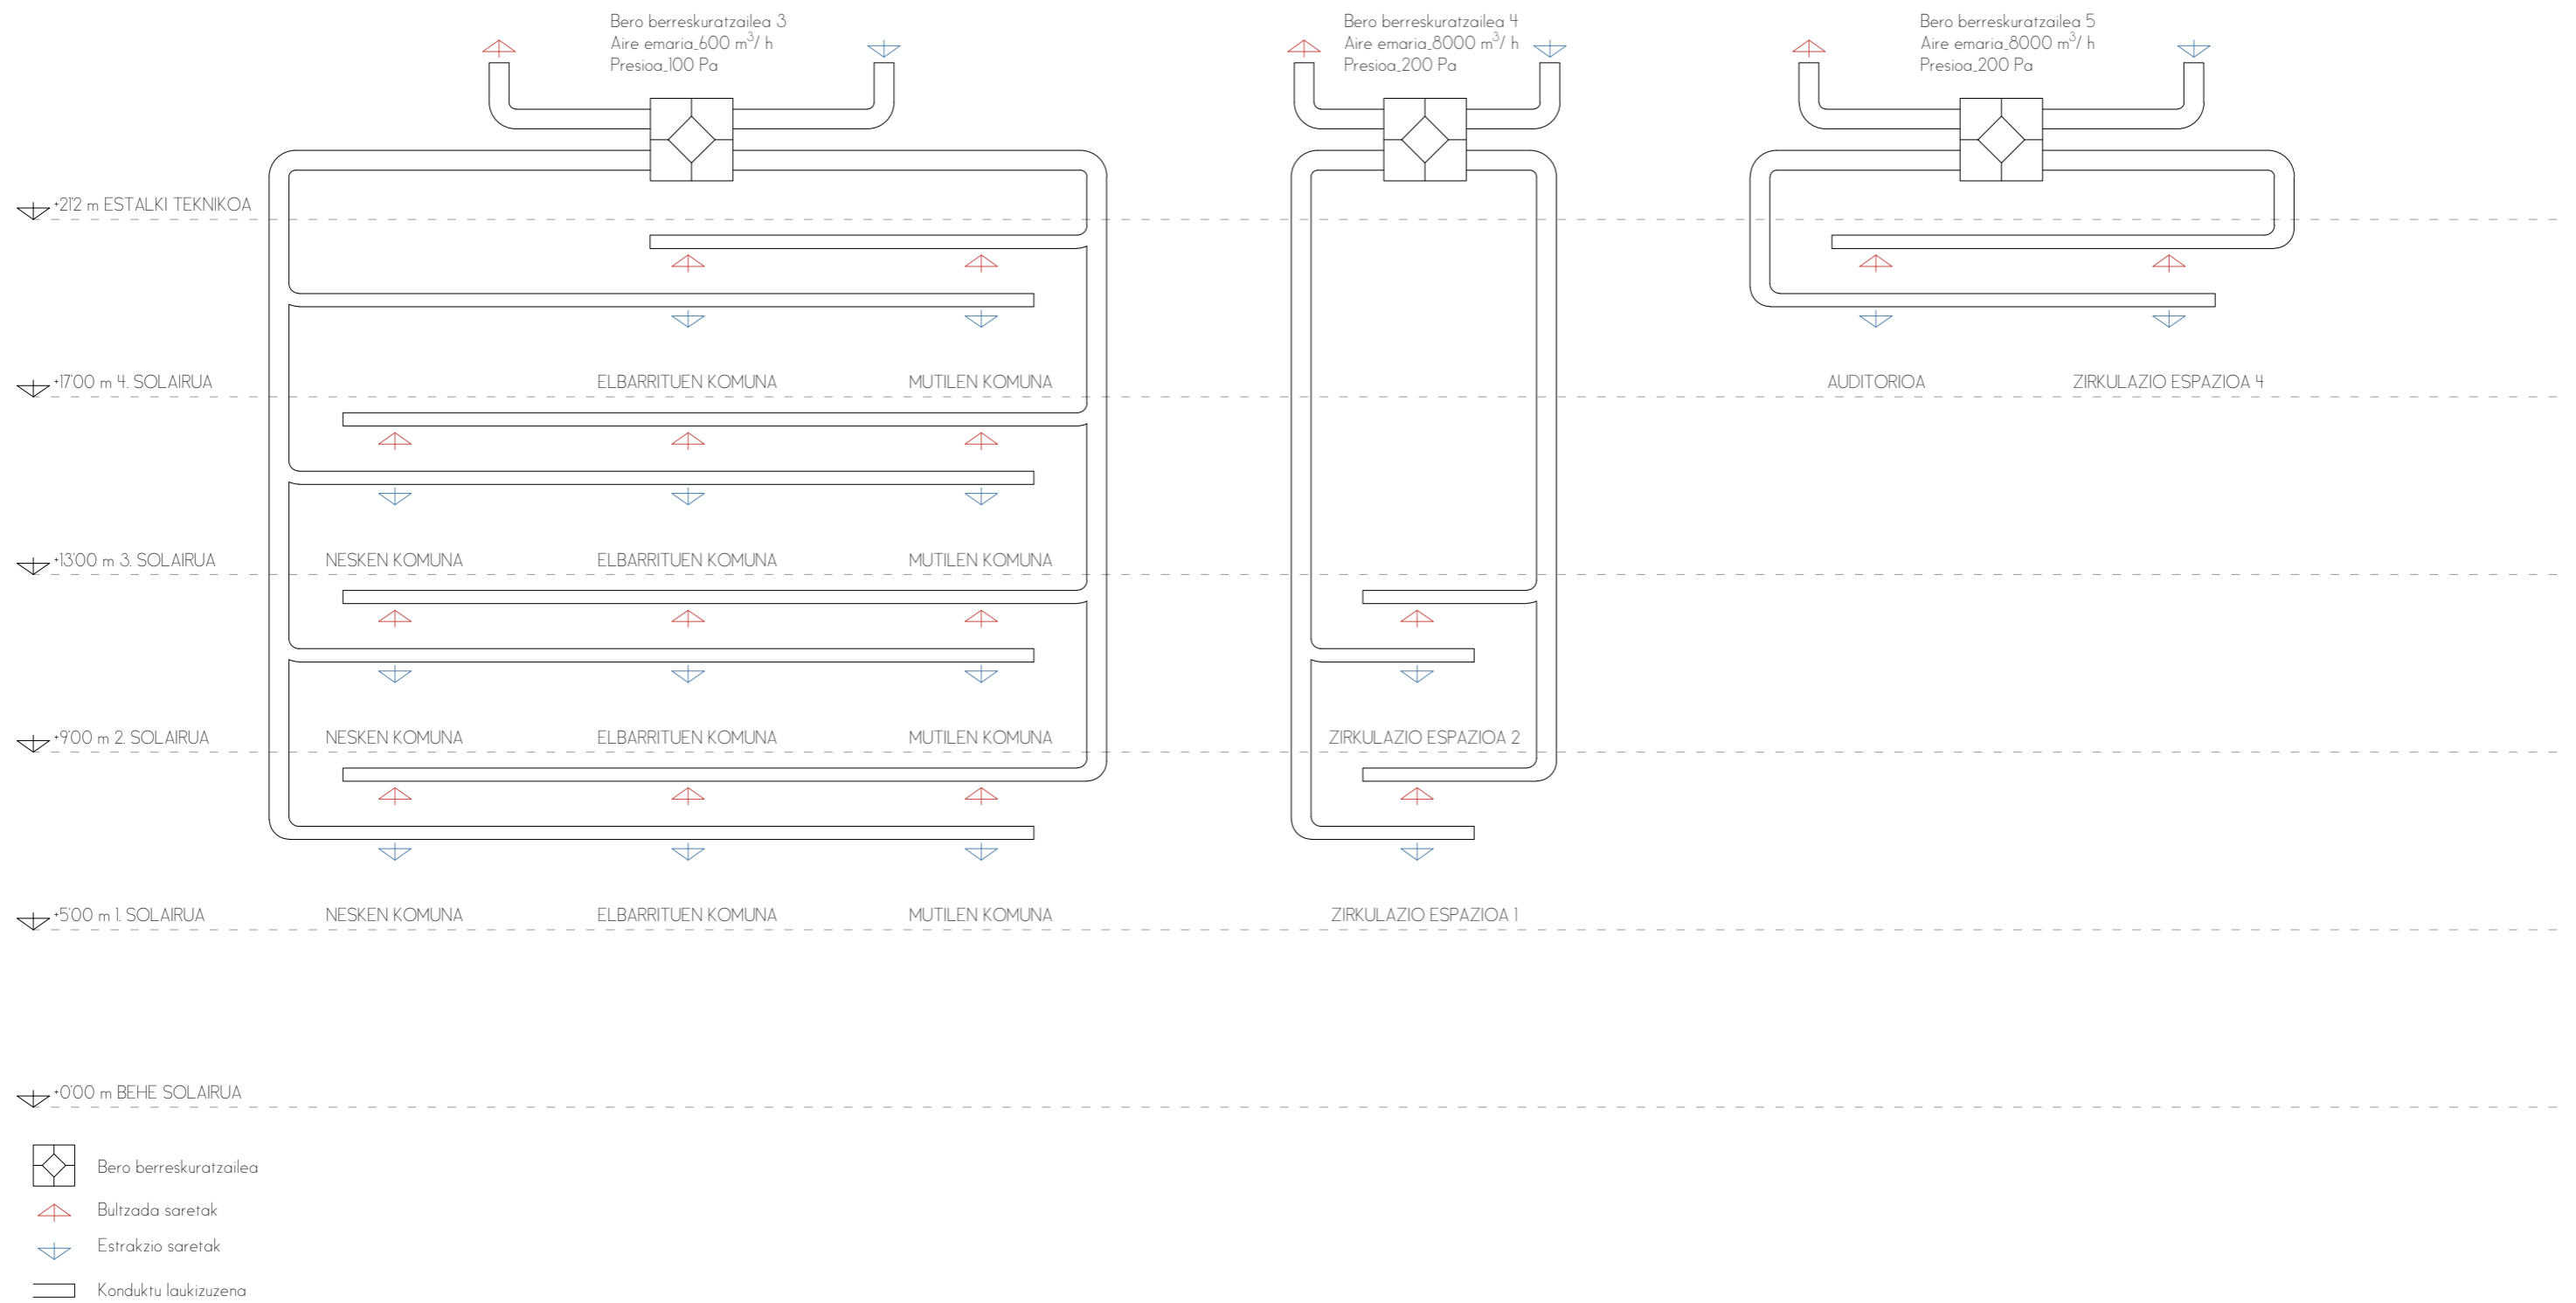 Bero berreskuratzailea 3
Aire emaria_600 m³/ h
Presioa_100 Pa
Bero berreskuratzailea 4
Aire emaria_8000 m³/ h
Presioa_200 Pa
Bero berreskuratzailea 5
Aire emaria_8000 m³/ h
Presioa_200 Pa
+21'2 m ESTALKI TEKNIKOA
+17'00 m 4. SOLAIRUA
ELBARRITUEN KOMUNA
MUTILEN KOMUNA
AUDITORIOA
ZIRKULAZIO ESPAZIOA 4
+13'00 m 3. SOLAIRUA
NESKEN KOMUNA
ELBARRITUEN KOMUNA
MUTILEN KOMUNA
+9'00 m 2. SOLAIRUA
NESKEN KOMUNA
ELBARRITUEN KOMUNA
MUTILEN KOMUNA
ZIRKULAZIO ESPAZIOA 2
+5'00 m 1. SOLAIRUA
NESKEN KOMUNA
ELBARRITUEN KOMUNA
MUTILEN KOMUNA
ZIRKULAZIO ESPAZIOA 1
+0'00 m BEHE SOLAIRUA
Bero berreskuratzailea
Bultzada saretak
Estrakzio saretak
Konduktu laukizuzena